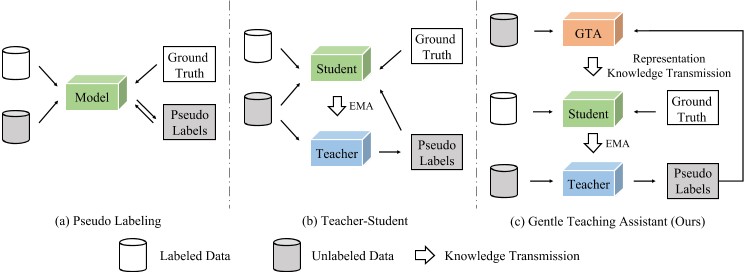 Model
Ground
Truth
Pseudo
Labels
(a) Pseudo Labeling
Student
EMA
Teacher
Ground
Truth
Pseudo
Labels
(b) Teacher-Student
GTA
Representation
Knowledge Transmission
Student
Ground
Truth
EMA
Teacher
Pseudo
Labels
(c) Gentle Teaching Assistant (Ours)
Labeled Data
Unlabeled Data
Knowledge Transmission